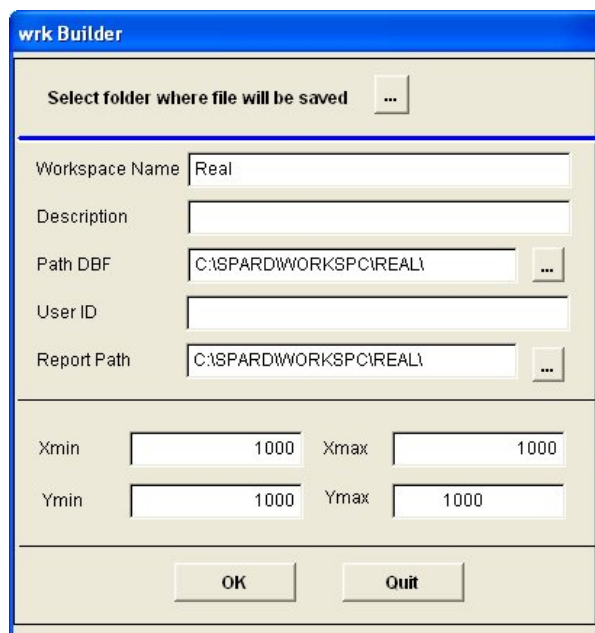 wrk Builder
Select folder where file will be saved ...
Workspace Name Real
Description
Path DBF C:\SPARD\WORKSPC\REAL\ ...
User ID
Report Path C:\SPARD\WORKSPC\REAL\ ...
Xmin 1000 Xmax 1000
Ymin 1000 Ymax 1000
OK Quit